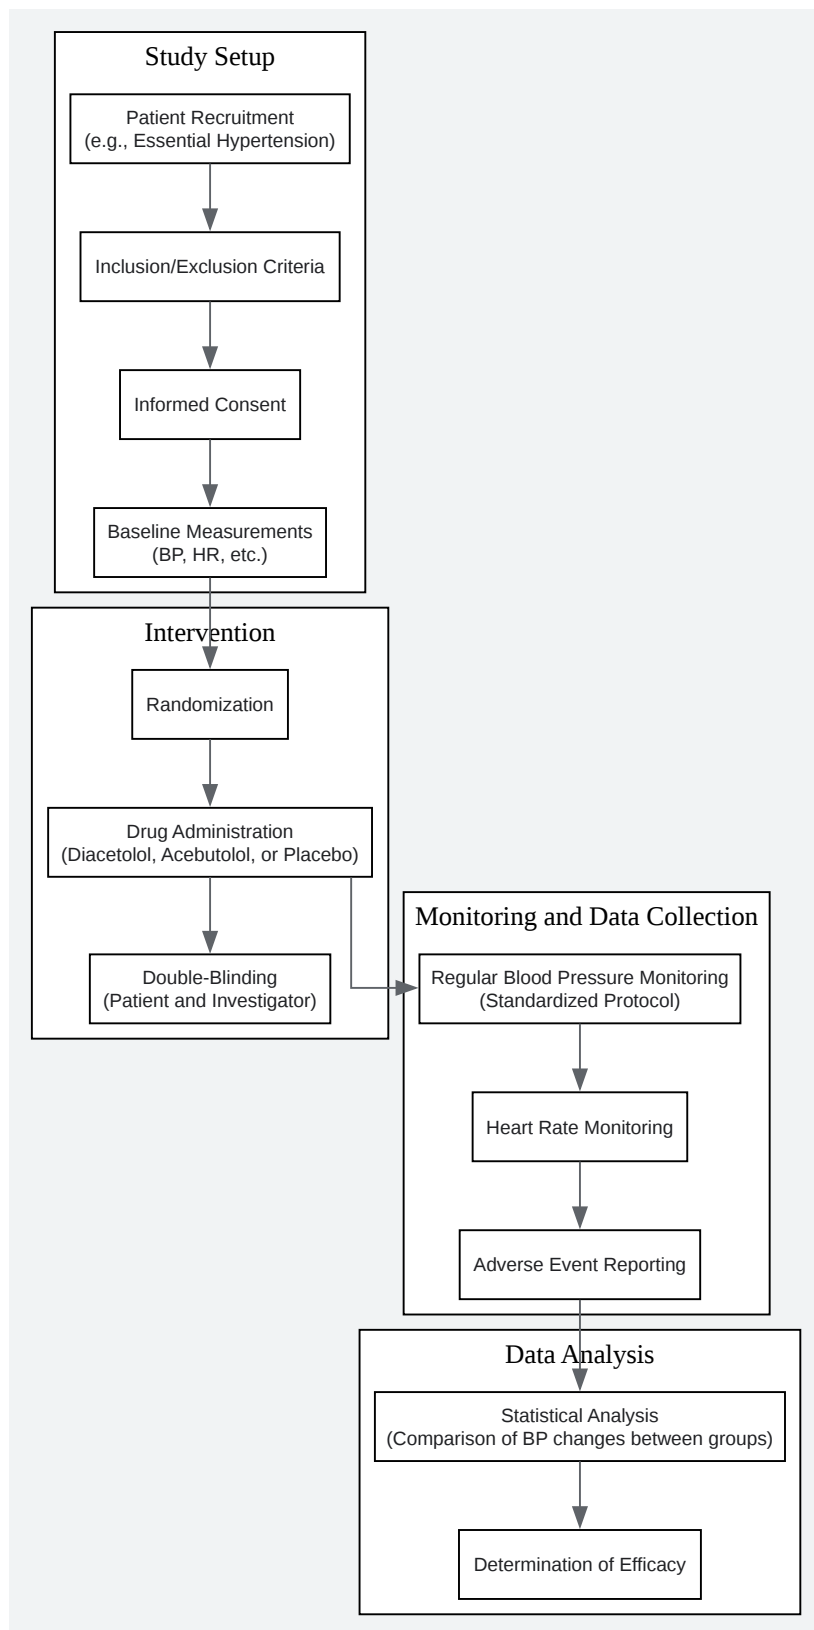 Study Setup
Patient Recruitment
(e.g., Essential Hypertension)
Inclusion/Exclusion Criteria
Informed Consent
Baseline Measurements
(BP, HR, etc.)
Intervention
Randomization
Drug Administration
(Diacetolol, Acebutolol, or Placebo)
Double-Blinding
(Patient and Investigator)
Monitoring and Data Collection
Regular Blood Pressure Monitoring
(Standardized Protocol)
Heart Rate Monitoring
Adverse Event Reporting
Data Analysis
Statistical Analysis
(Comparison of BP changes between groups)
Determination of Efficacy